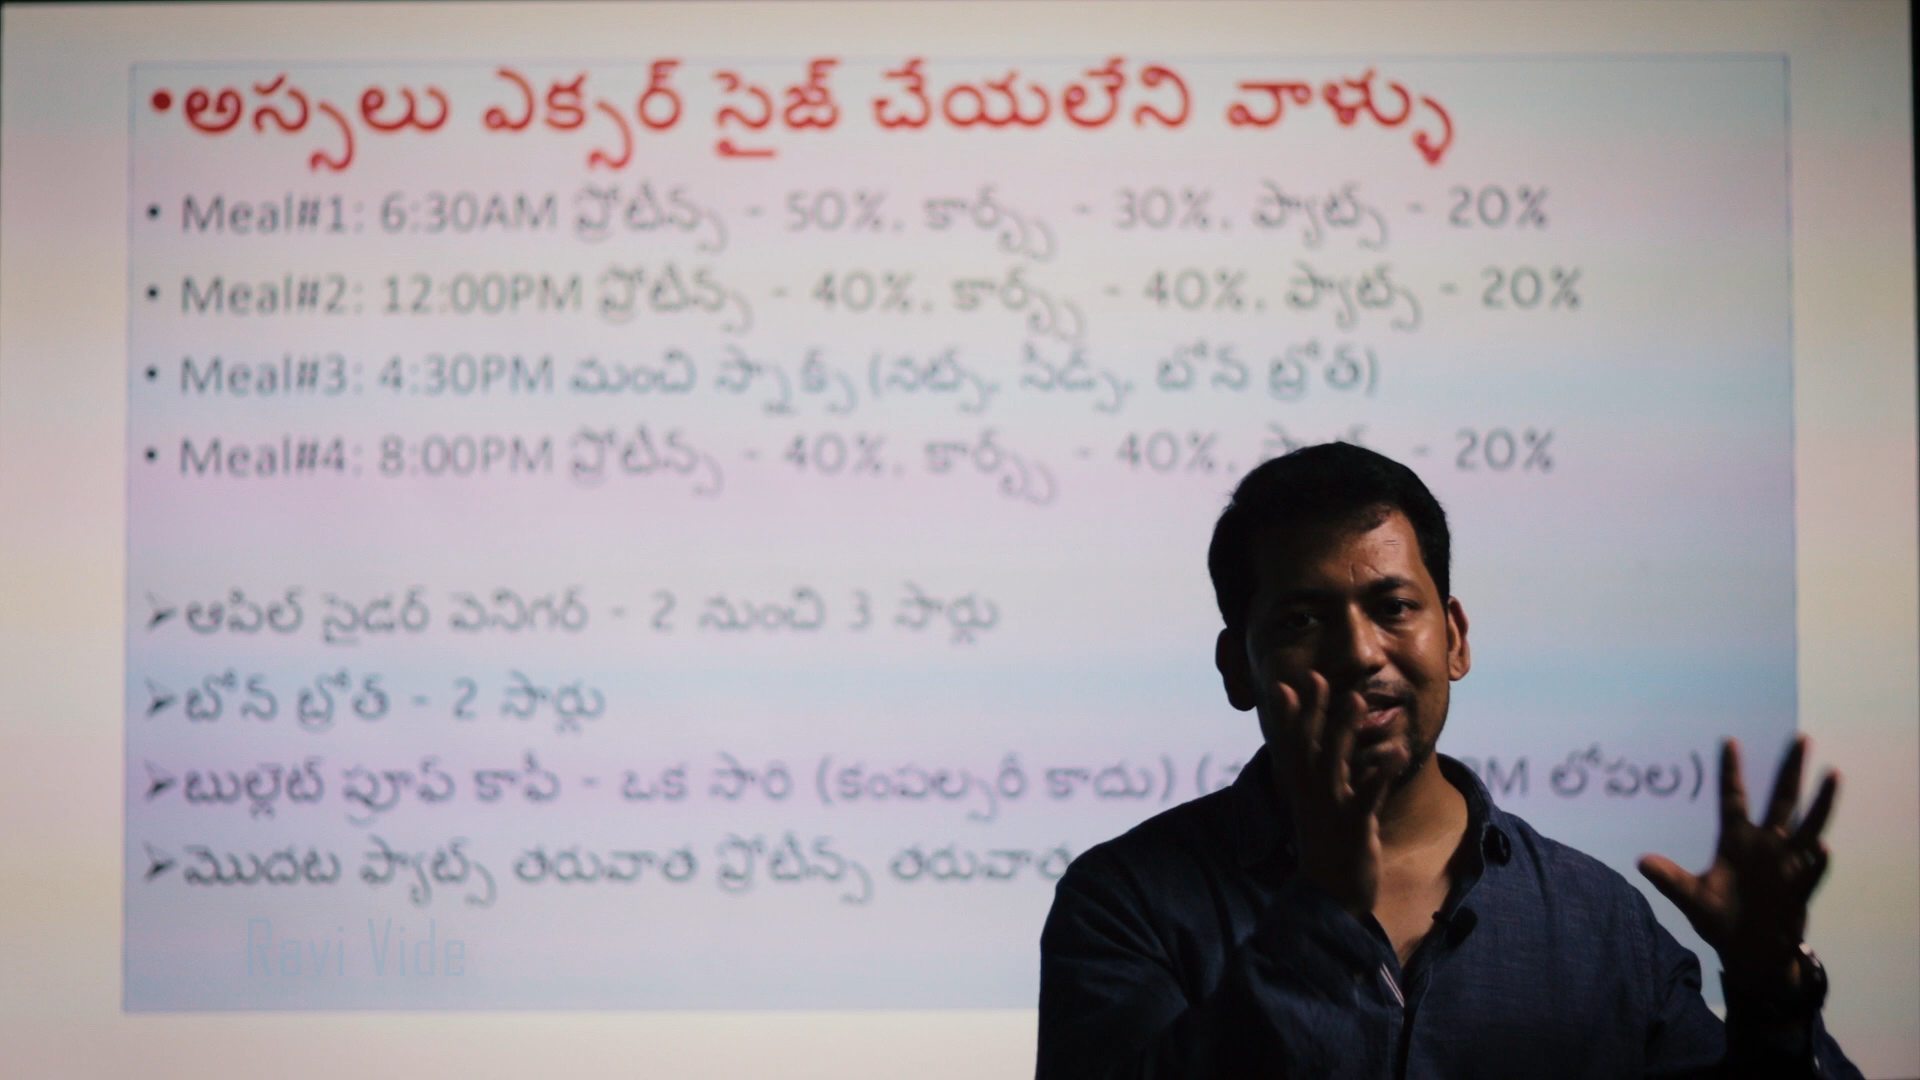 •అస్సలు ఎక్సర్ సైజ్ చేయలేని వాళ్ళు
• Meal#1: 6:30AM ప్రోటీన్స్ - 50%, కార్బ్స్ - 30%, ఫ్యాట్స్ - 20%
• Meal#2: 12:00PM ప్రోటీన్స్ - 40%, కార్బ్స్ - 40%, ఫ్యాట్స్ - 20%
• Meal#3: 4:30PM మంచి స్నాక్స్ (నట్స్, సీడ్స్, బోన్ బ్రోత్)
• Meal#4: 8:00PM ప్రోటీన్స్ - 40%, కార్బ్స్ - 40%, - 20%
➢ఆపిల్ సైడర్ వెనిగర్ - 2 నుంచి 3 సార్లు
➢బోన్ బ్రోత్ - 2 సార్లు
➢బుల్లెట్ ప్రూఫ్ కాఫీ - ఒక సారి (కంపల్సరీ కాదు) ( PM లోపల)
➢మొదట ఫ్యాట్స్ తరువాత ప్రోటీన్స్ తరువాత
Ravi Vide